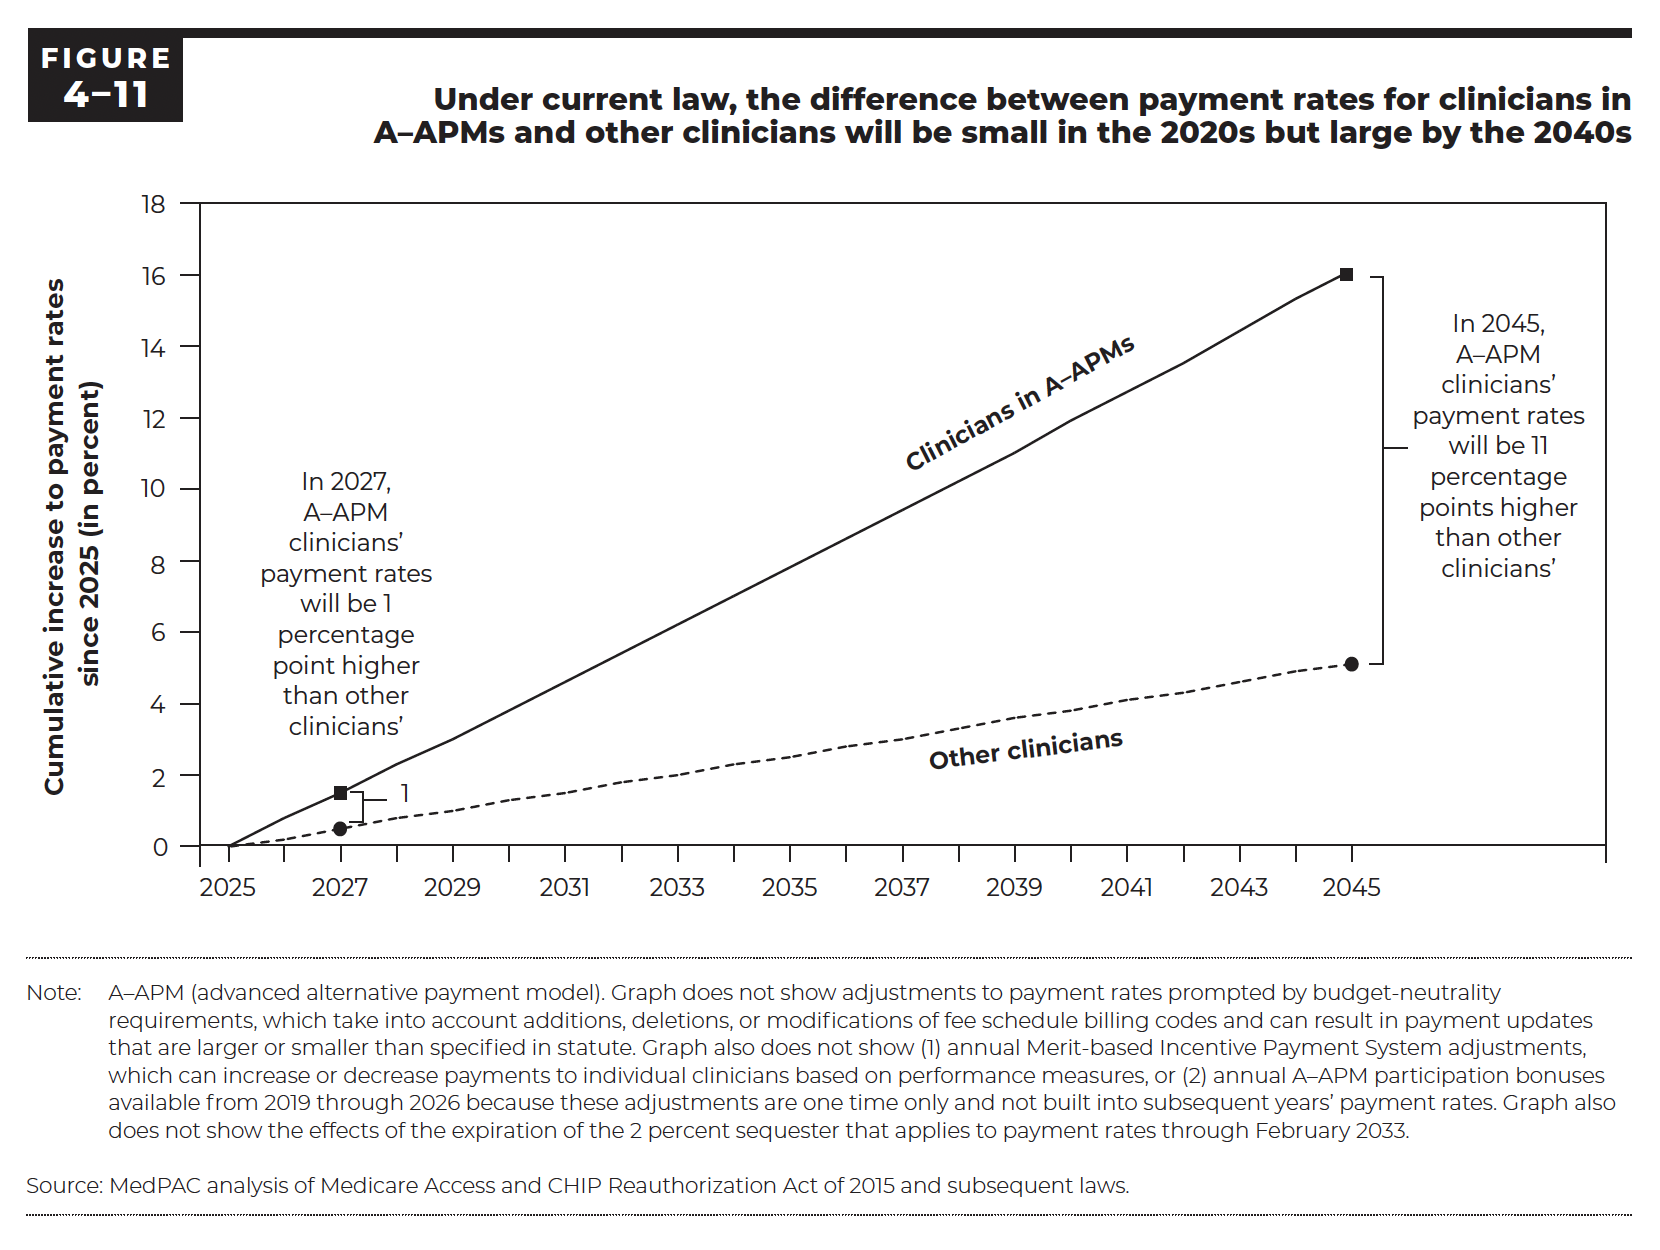 FIGURE
4–11
Under current law, the difference between payment rates for clinicians in
A–APMs and other clinicians will be small in the 2020s but large by the 2040s
Cumulative increase to payment rates
since 2025 (in percent)
18
16
14
12
10
8
6
4
2
0
In 2027,
A–APM
clinicians’
payment rates
will be 1
percentage
point higher
than other
clinicians’
1
Clinicians in A–APMs
Other clinicians
In 2045,
A–APM
clinicians’
payment rates
will be 11
percentage
points higher
than other
clinicians’
2025 2027 2029 2031 2033 2035 2037 2039 2041 2043 2045
Note: A–APM (advanced alternative payment model). Graph does not show adjustments to payment rates prompted by budget-neutrality
requirements, which take into account additions, deletions, or modifications of fee schedule billing codes and can result in payment updates
that are larger or smaller than specified in statute. Graph also does not show (1) annual Merit-based Incentive Payment System adjustments,
which can increase or decrease payments to individual clinicians based on performance measures, or (2) annual A–APM participation bonuses
available from 2019 through 2026 because these adjustments are one time only and not built into subsequent years’ payment rates. Graph also
does not show the effects of the expiration of the 2 percent sequester that applies to payment rates through February 2033.
Source: MedPAC analysis of Medicare Access and CHIP Reauthorization Act of 2015 and subsequent laws.